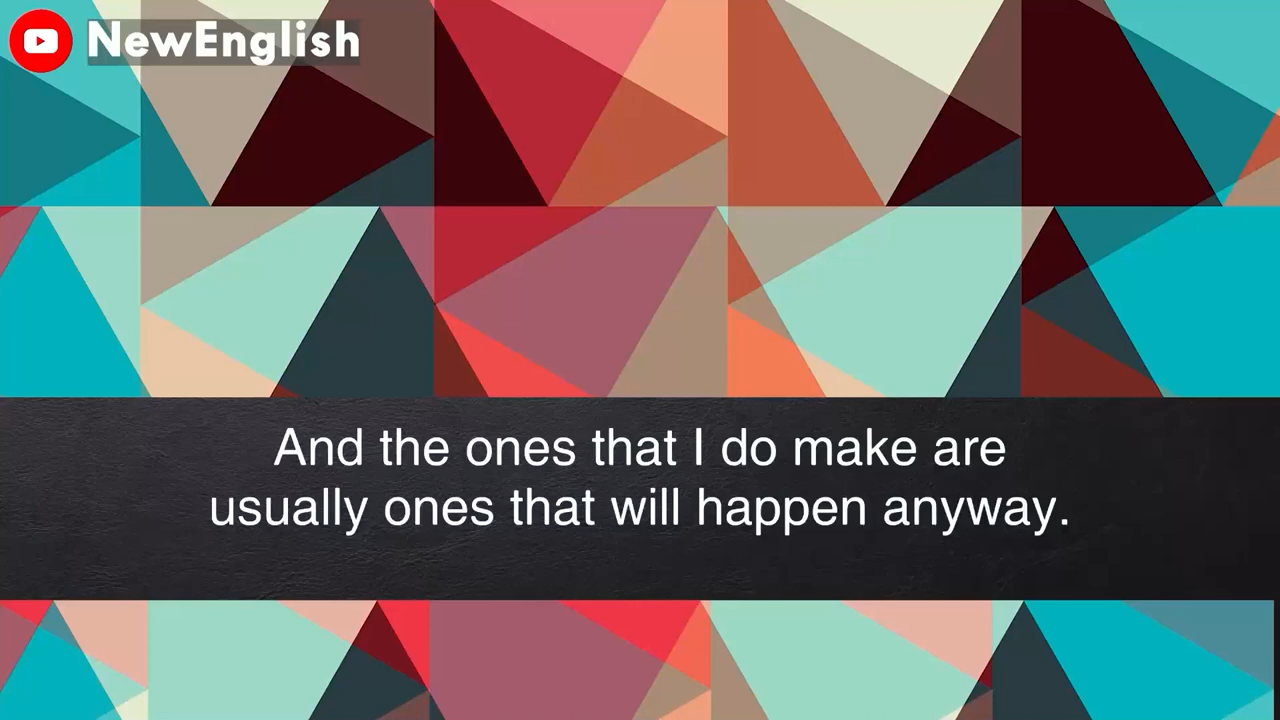 NewEnglish
And the ones that I do make are
usually ones that will happen anyway.